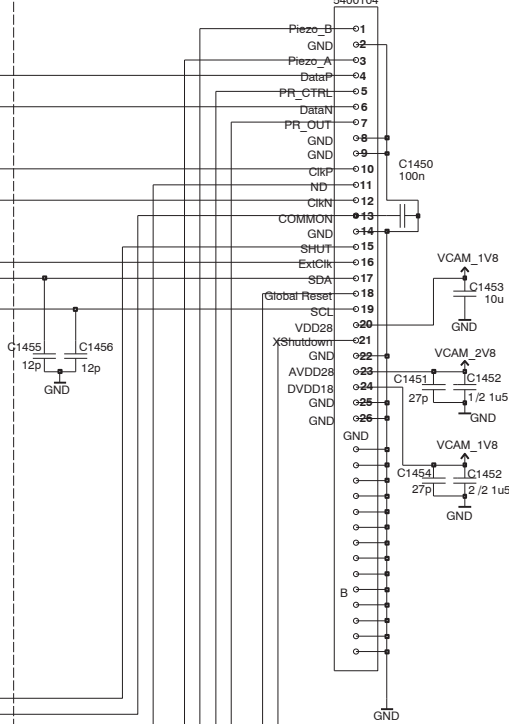 5400104
Piezo_B 1
GND 2
Piezo_A 3
DataP 4
PR_CTRL 5
DataN 6
PR_OUT 7
GND 8
GND 9
ClkP 10
ND 11
ClkN 12
COMMON 13
GND 14
SHUT 15
ExtClk 16
SDA 17
Global Reset 18
SCL 19
VDD28 20
XShutdown 21
GND 22
AVDD28 23
DVDD18 24
GND 25
GND 26
GND
B
GND
C1450
100n
VCAM_1V8
C1453
10u
GND
VCAM_2V8
C1451
27p
C1452
1/2 1u5
GND
VCAM_1V8
C1454
27p
C1452
2/2 1u5
GND
C1455
12p
C1456
12p
GND